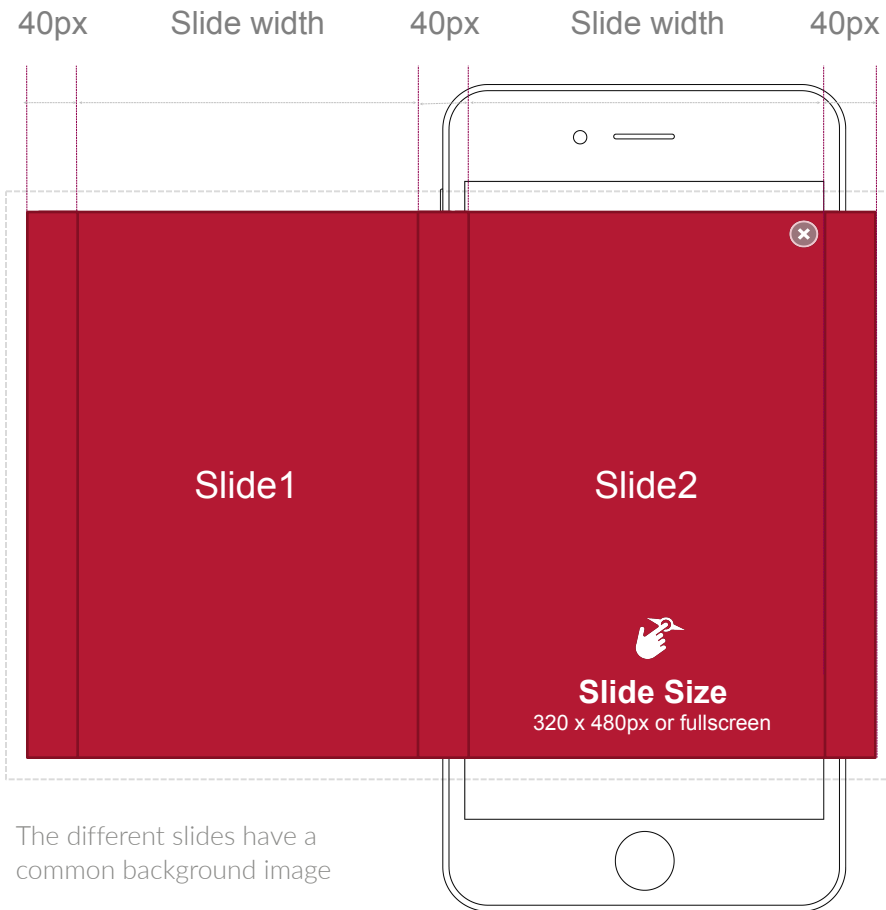 40px Slide width 40px Slide width 40px
Slide1 Slide2
Slide Size
320 x 480px or fullscreen
The different slides have a
common background image